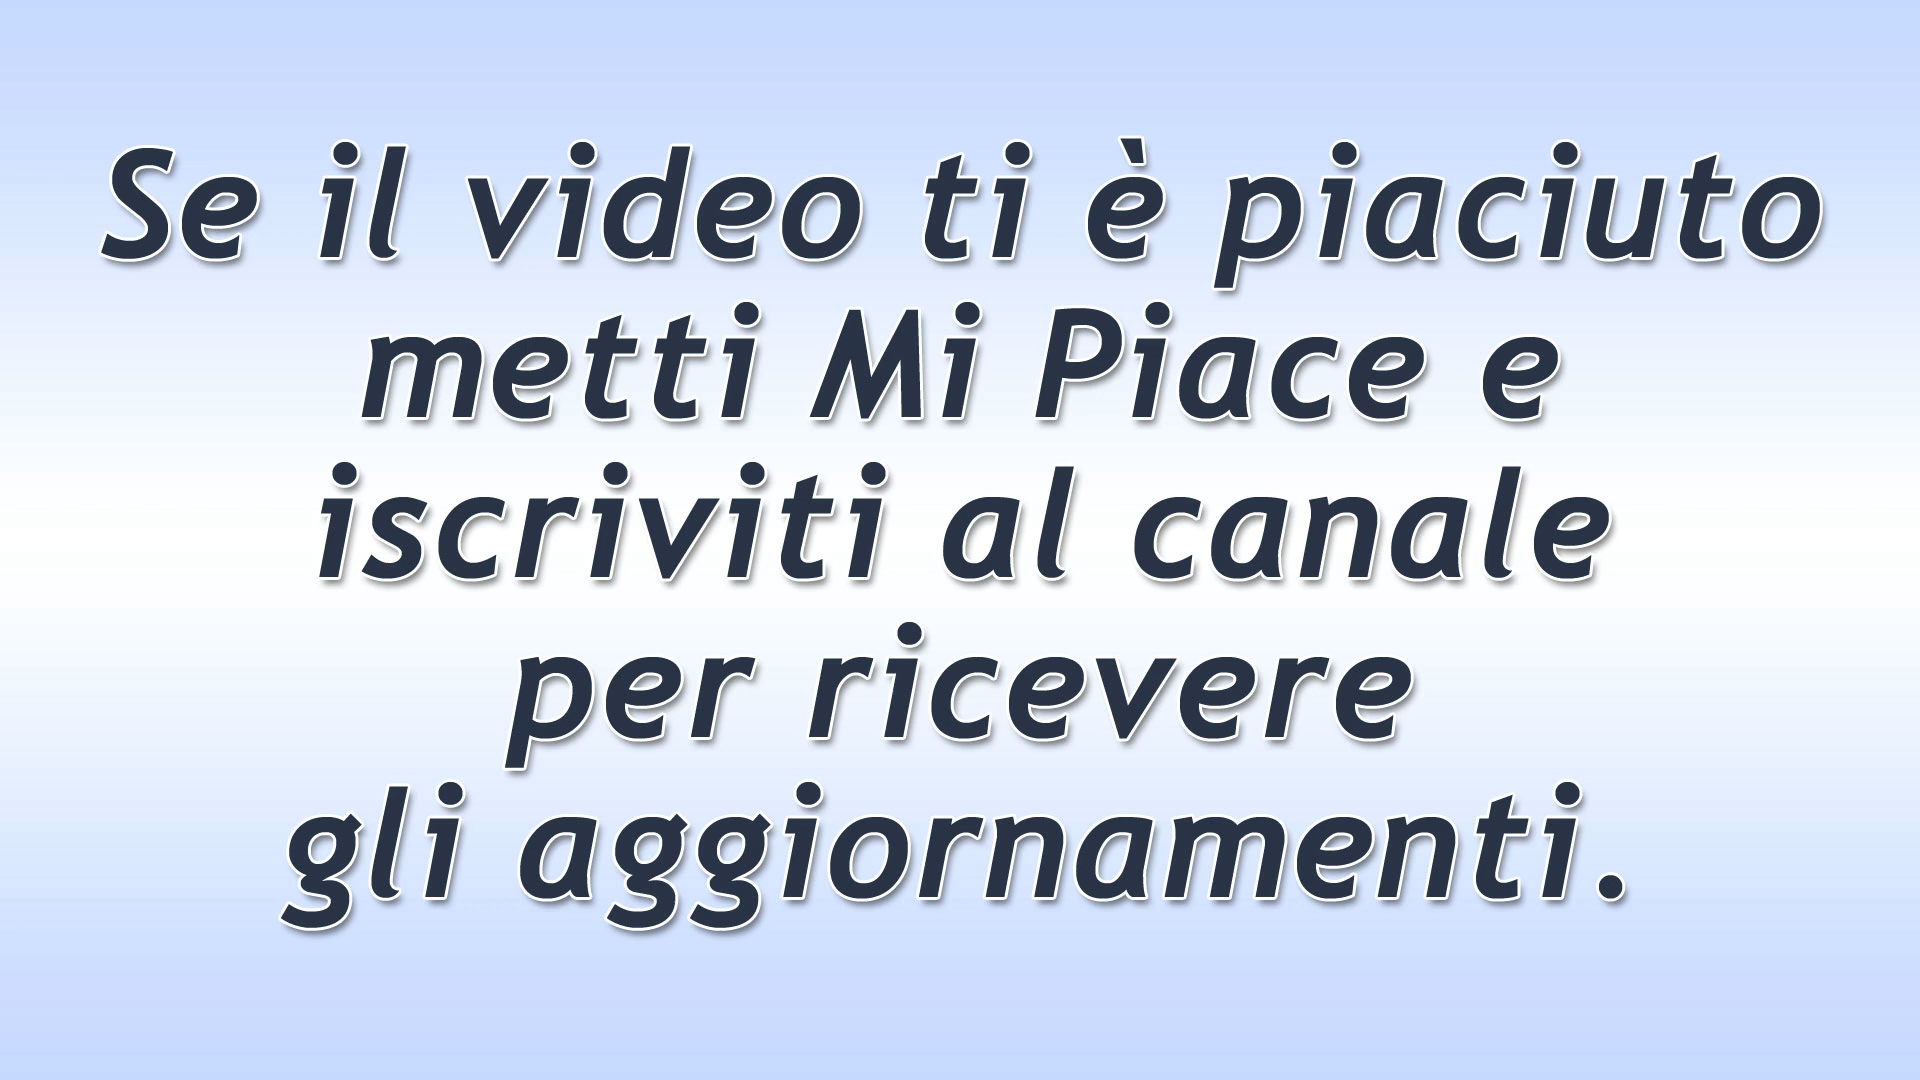 Se il video ti è piaciuto
metti Mi Piace e
iscriviti al canale
per ricevere
gli aggiornamenti.